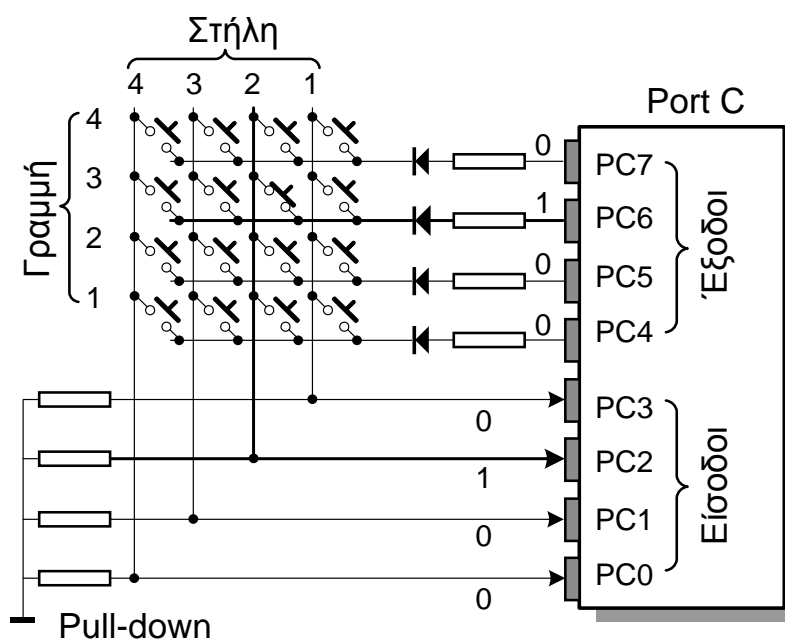 Στήλη
4 3 2 1
Port C
Γραμμή
4
3
2
1
0
PC7
1
PC6
0
PC5
0
PC4
Έξοδοι
0
PC3
1
PC2
0
PC1
0
PC0
Είσοδοι
Pull-down